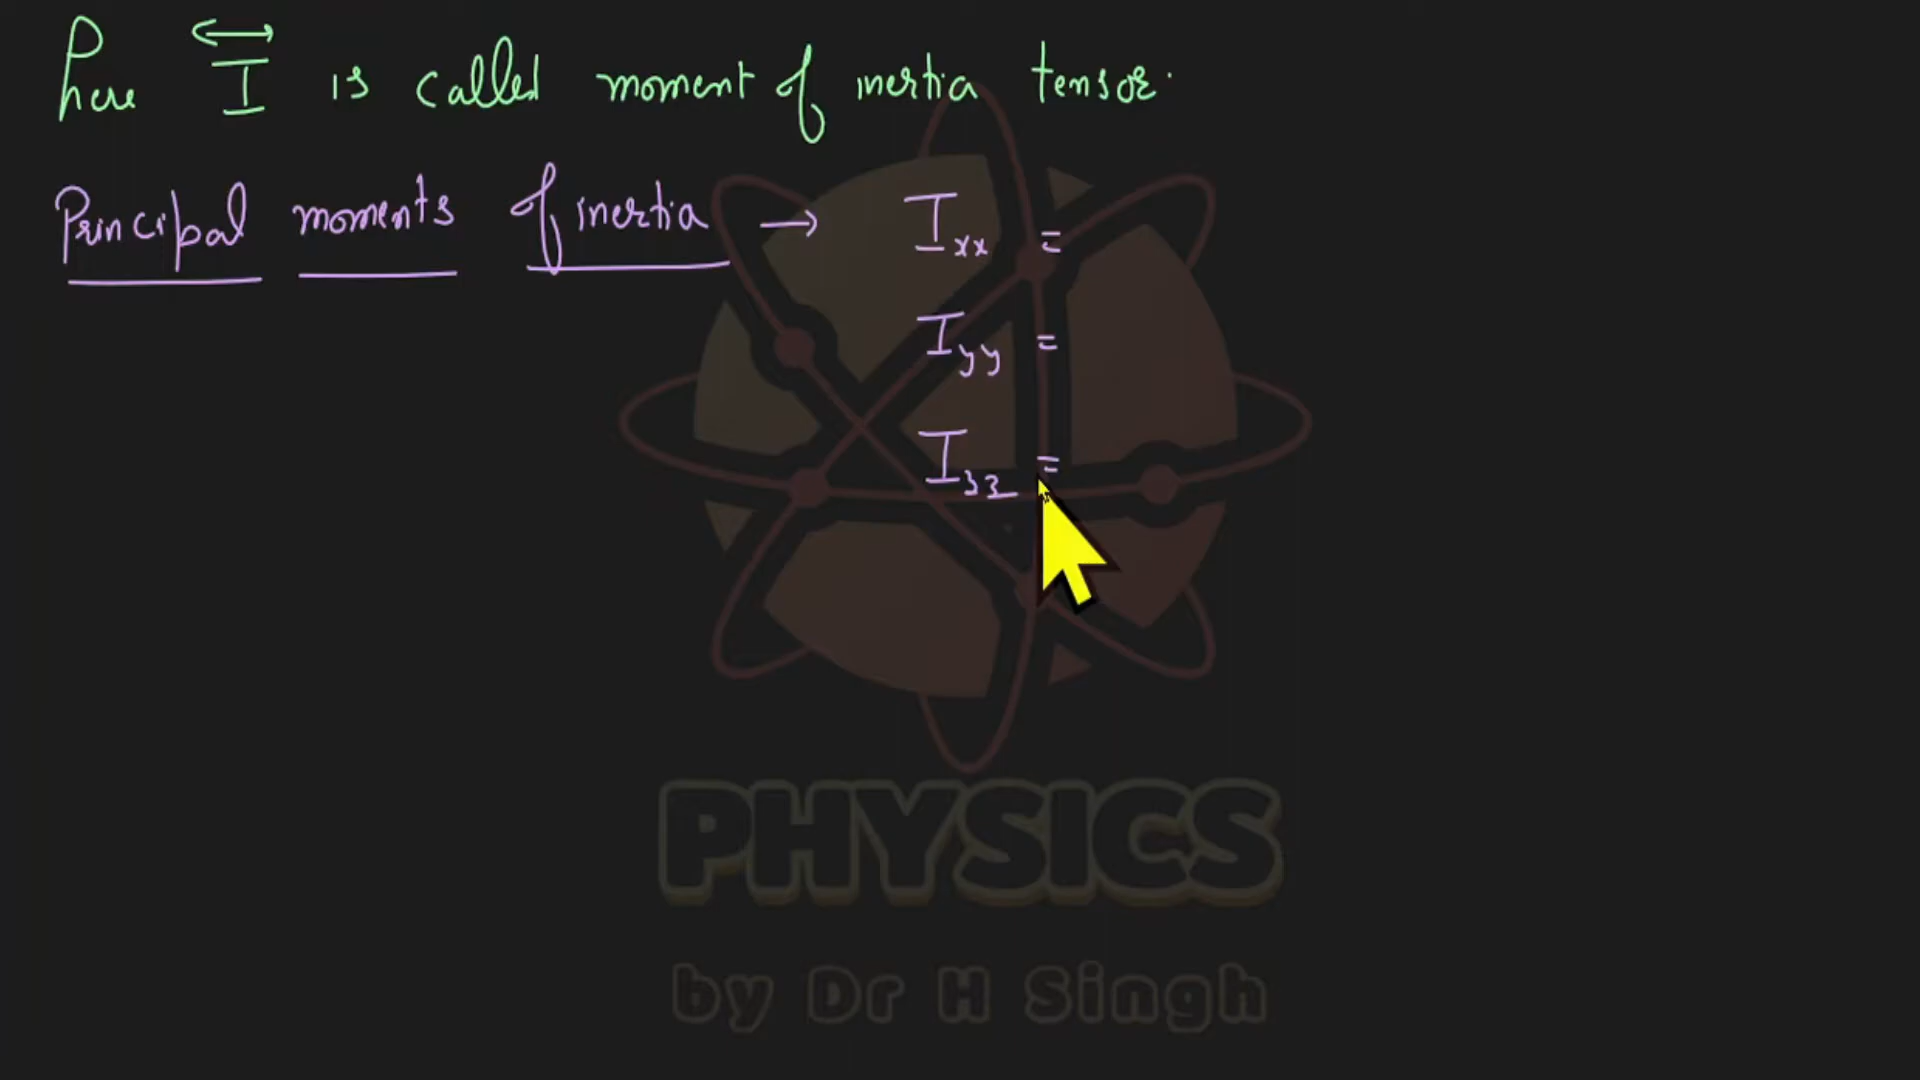 here I is called moment of inertia tensor.
Principal moments of inertia → Ixx =
Iyy =
Izz =
PHYSICS
by Dr H Singh